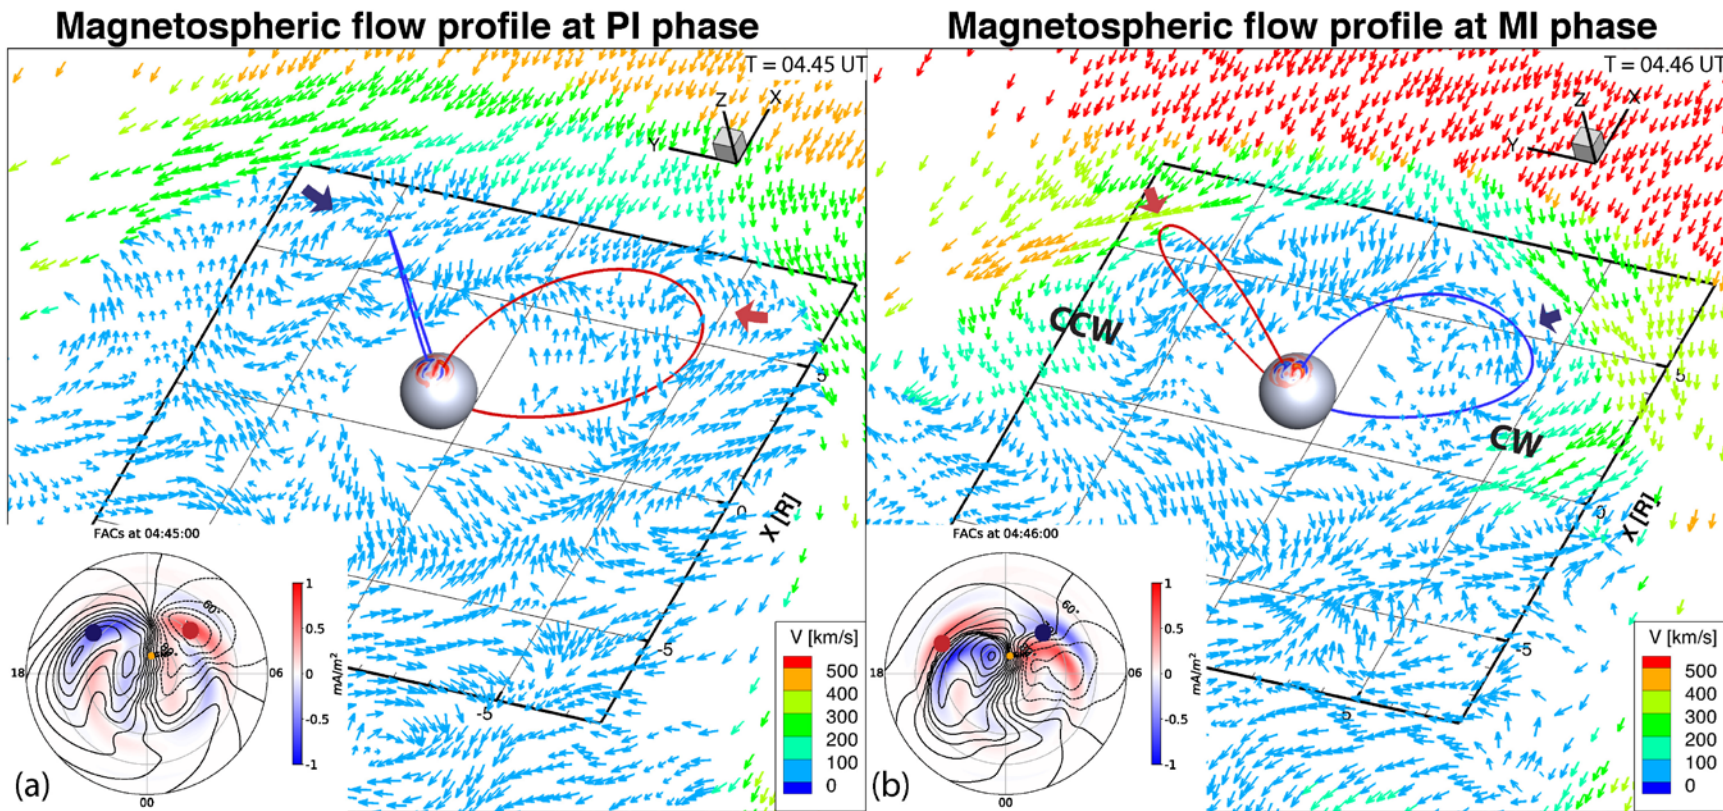 Magnetospheric flow profile at PI phase
T = 04.45 UT
Z
X
Y
5
0
X [R]
-5
-5
FACs at 04:45:00
60°
18
06
00
1
0.5
0
-0.5
-1
mA/m²
V [km/s]
500
400
300
200
100
0
(a)
Magnetospheric flow profile at MI phase
T = 04.46 UT
Z
X
Y
CCW
CW
5
0
X [R]
-5
5
FACs at 04:46:00
60°
18
06
00
1
0.5
0
-0.5
-1
mA/m²
V [km/s]
500
400
300
200
100
0
(b)